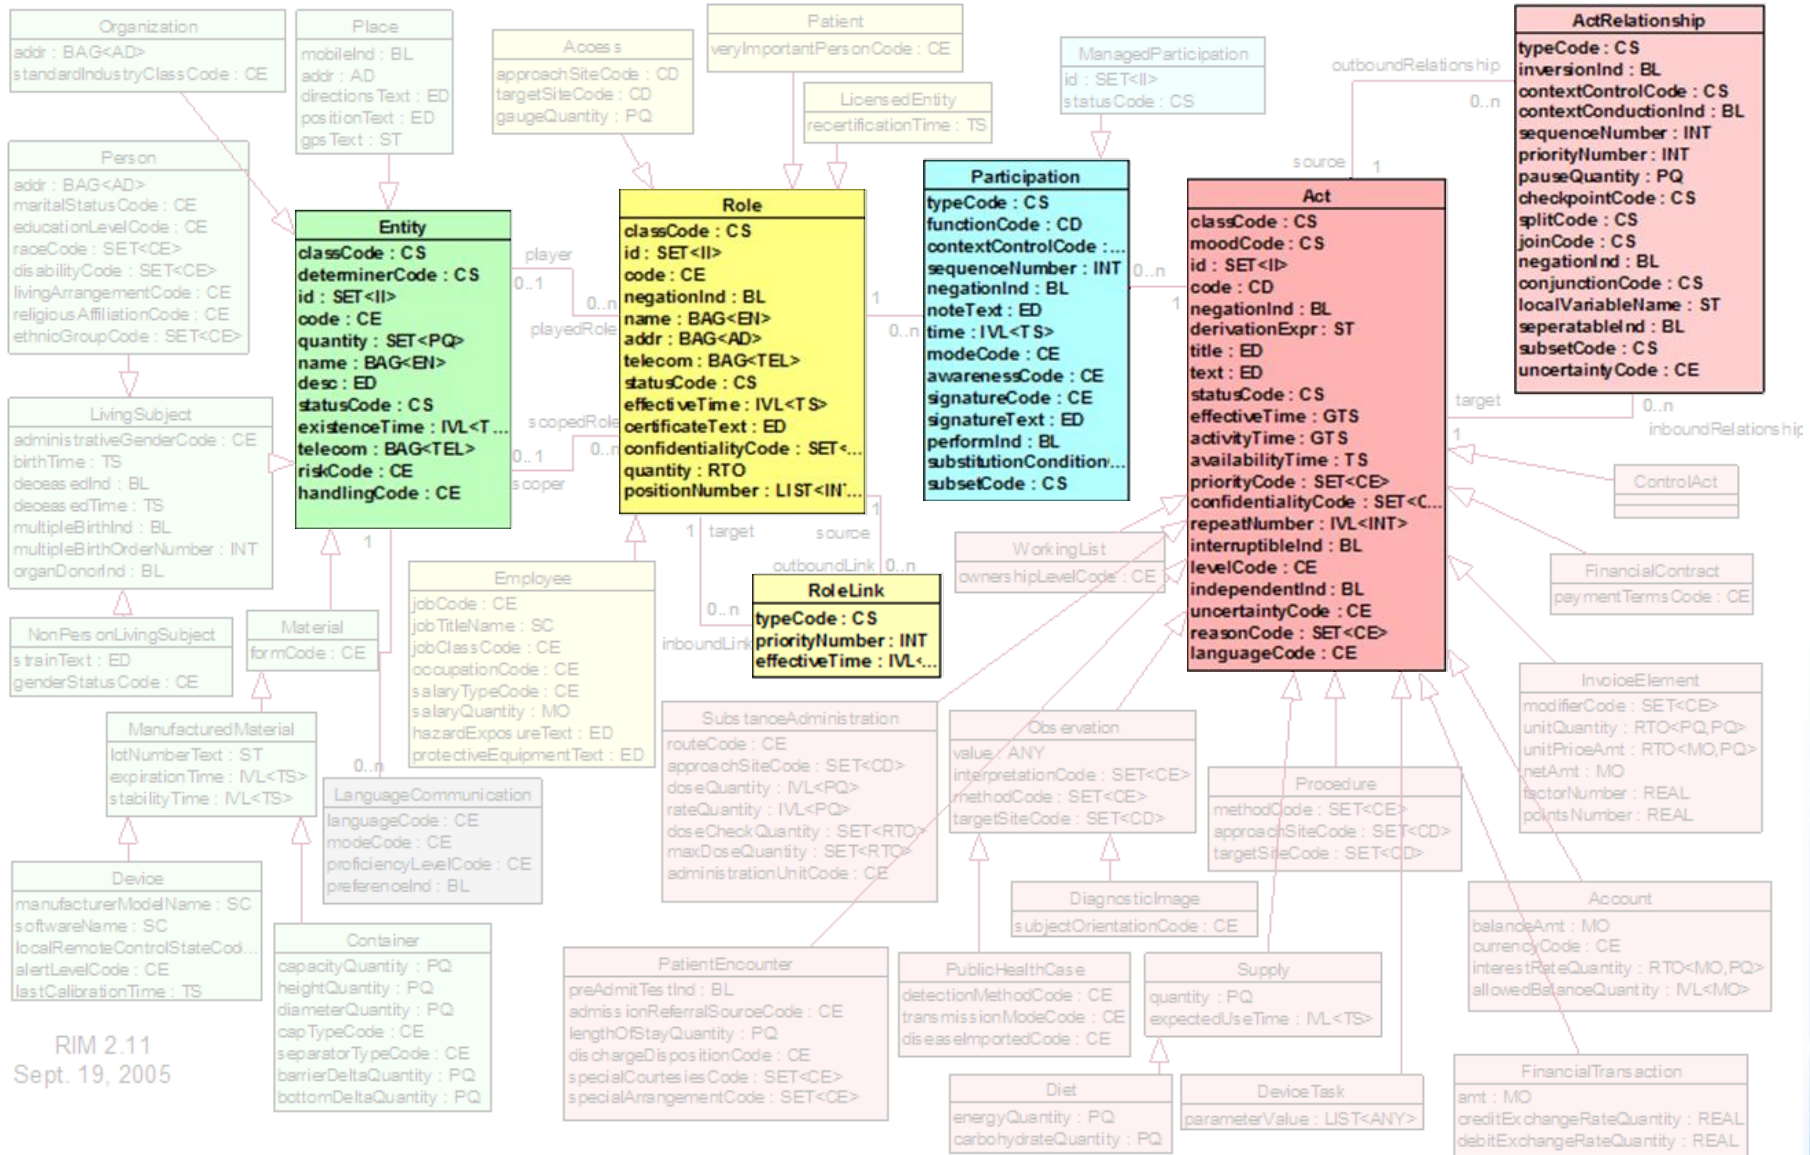 Organization
addr : BAG<AD>
standardIndustryClassCode : CE
Place
mobileInd : BL
addr : AD
directionsText : ED
positionText : ED
gpsText : ST
Access
approachSiteCode : CD
targetSiteCode : CD
gaugeQuantity : PQ
Patient
veryImportantPersonCode : CE
LicensedEntity
recertificationTime : TS
ManagedParticipation
id : SET<II>
statusCode : CS
ActRelationship
typeCode : CS
inversionInd : BL
contextControlCode : CS
contextConductionInd : BL
sequenceNumber : INT
priorityNumber : INT
pauseQuantity : PQ
checkpointCode : CS
splitCode : CS
joinCode : CS
negationInd : BL
conjunctionCode : CS
localVariableName : ST
seperatableInd : BL
subsetCode : CS
uncertaintyCode : CE
outboundRelationship
0..n
source
1
Person
addr : BAG<AD>
maritalStatusCode : CE
educationLevelCode : CE
raceCode : SET<CE>
disabilityCode : SET<CE>
livingArrangementCode : CE
religiousAffiliationCode : CE
ethnicGroupCode : SET<CE>
Entity
classCode : CS
determinerCode : CS
id : SET<II>
code : CE
quantity : SET<PQ>
name : BAG<EN>
desc : ED
statusCode : CS
existenceTime : IVL<T...
telecom : BAG<TEL>
riskCode : CE
handlingCode : CE
player
0..1
0..n
playedRole
scopedRole
0..1
0..n
scoper
Role
classCode : CS
id : SET<II>
code : CE
negationInd : BL
name : BAG<EN>
addr : BAG<AD>
telecom : BAG<TEL>
statusCode : CS
effectiveTime : IVL<TS>
certificateText : ED
confidentialityCode : SET<...
quantity : RTO
positionNumber : LIST<IN'...
1
0..n
Participation
typeCode : CS
functionCode : CD
contextControlCode :...
sequenceNumber : INT
negationInd : BL
noteText : ED
time : IVL<TS>
modeCode : CE
awarenessCode : CE
signatureCode : CE
signatureText : ED
performInd : BL
substitutionCondition...
subsetCode : CS
0..n
1
Act
classCode : CS
moodCode : CS
id : SET<II>
code : CD
negationInd : BL
derivationExpr : ST
title : ED
text : ED
statusCode : CS
effectiveTime : GTS
activityTime : GTS
availabilityTime : TS
priorityCode : SET<CE>
confidentialityCode : SET<C...
repeatNumber : IVL<INT>
interruptibleInd : BL
levelCode : CE
independentInd : BL
uncertaintyCode : CE
reasonCode : SET<CE>
languageCode : CE
target
1
0..n
inboundRelationship
LivingSubject
administrativeGenderCode : CE
birthTime : TS
deceasedInd : BL
deceasedTime : TS
multipleBirthInd : BL
multipleBirthOrderNumber : INT
organDonorInd : BL
ControlAct
FinancialContract
paymentTermsCode : CE
WorkingList
ownershipLevelCode : CE
1
target
source
1
outboundLink
0..n
0..n
inboundLink
RoleLink
typeCode : CS
priorityNumber : INT
effectiveTime : IVL<...
1
0..n
Employee
jobCode : CE
jobTitleName : SC
jobClassCode : CE
occupationCode : CE
salaryTypeCode : CE
salaryQuantity : MO
hazardExposureText : ED
protectiveEquipmentText : ED
NonPersonLivingSubject
strainText : ED
genderStatusCode : CE
Material
formCode : CE
ManufacturedMaterial
lotNumberText : ST
expirationTime : IVL<TS>
stabilityTime : IVL<TS>
LanguageCommunication
languageCode : CE
modeCode : CE
proficiencyLevelCode : CE
preferenceInd : BL
SubstanceAdministration
routeCode : CE
approachSiteCode : SET<CD>
doseQuantity : IVL<PQ>
rateQuantity : IVL<PQ>
doseCheckQuantity : SET<RTO>
maxDoseQuantity : SET<RTO>
administrationUnitCode : CE
Observation
value : ANY
interpretationCode : SET<CE>
methodCode : SET<CE>
targetSiteCode : SET<CD>
Procedure
methodCode : SET<CE>
approachSiteCode : SET<CD>
targetSiteCode : SET<CD>
InvoiceElement
modifierCode : SET<CE>
unitQuantity : RTO<PQ,PQ>
unitPriceAmt : RTO<MO,PQ>
netAmt : MO
factorNumber : REAL
pointsNumber : REAL
Device
manufacturerModelName : SC
softwareName : SC
localRemoteControlStateCod...
alertLevelCode : CE
lastCalibrationTime : TS
Container
capacityQuantity : PQ
heightQuantity : PQ
diameterQuantity : PQ
capTypeCode : CE
separatorTypeCode : CE
barrierDeltaQuantity : PQ
bottomDeltaQuantity : PQ
DiagnosticImage
subjectOrientationCode : CE
Account
balanceAmt : MO
currencyCode : CE
interestRateQuantity : RTO<MO,PQ>
allowedBalanceQuantity : IVL<MO>
PatientEncounter
preAdmitTestInd : BL
admissionReferralSourceCode : CE
lengthOfStayQuantity : PQ
dischargeDispositionCode : CE
specialCourtesiesCode : SET<CE>
specialArrangementCode : SET<CE>
PublicHealthCase
detectionMethodCode : CE
transmissionModeCode : CE
diseaseImportedCode : CE
Supply
quantity : PQ
expectedUseTime : IVL<TS>
Diet
energyQuantity : PQ
carbohydrateQuantity : PQ
DeviceTask
parameterValue : LIST<ANY>
FinancialTransaction
amt : MO
creditExchangeRateQuantity : REAL
debitExchangeRateQuantity : REAL
RIM 2.11
Sept. 19, 2005